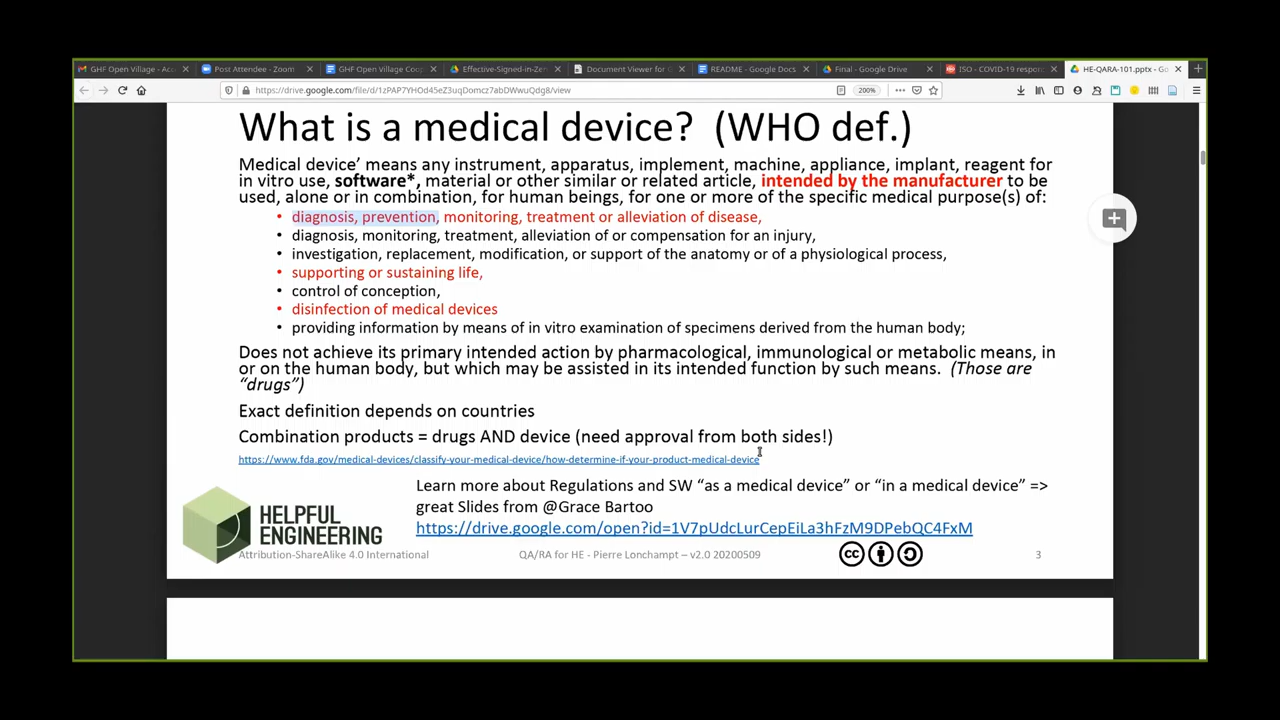 GHF Open Village - Acc
Post Attendee - Zoom
GHF Open Village Coop
Effective-Signed-in-Zer
Document Viewer for C
README - Google Docs
Final - Google Drive
ISO - COVID-19 respon
HE-QARA-101.pptx - Go
https://drive.google.com/file/d/1zPAP7YHOd45eZ3uqDomcz7abDWwuQdg8/view
200%
What is a medical device? (WHO def.)
Medical device’ means any instrument, apparatus, implement, machine, appliance, implant, reagent for
in vitro use, software*, material or other similar or related article, intended by the manufacturer to be
used, alone or in combination, for human beings, for one or more of the specific medical purpose(s) of:
• diagnosis, prevention, monitoring, treatment or alleviation of disease,
• diagnosis, monitoring, treatment, alleviation of or compensation for an injury,
• investigation, replacement, modification, or support of the anatomy or of a physiological process,
• supporting or sustaining life,
• control of conception,
• disinfection of medical devices
• providing information by means of in vitro examination of specimens derived from the human body;
Does not achieve its primary intended action by pharmacological, immunological or metabolic means, in
or on the human body, but which may be assisted in its intended function by such means. (Those are
“drugs”)
Exact definition depends on countries
Combination products = drugs AND device (need approval from both sides!)
https://www.fda.gov/medical-devices/classify-your-medical-device/how-determine-if-your-product-medical-device
Learn more about Regulations and SW “as a medical device” or “in a medical device” =>
great Slides from @Grace Bartoo
https://drive.google.com/open?id=1V7pUdcLurCepEiLa3hFzM9DPebQC4FxM
HELPFUL
ENGINEERING
Attribution-ShareAlike 4.0 International
QA/RA for HE - Pierre Lonchampt – v2.0 20200509
cc
3